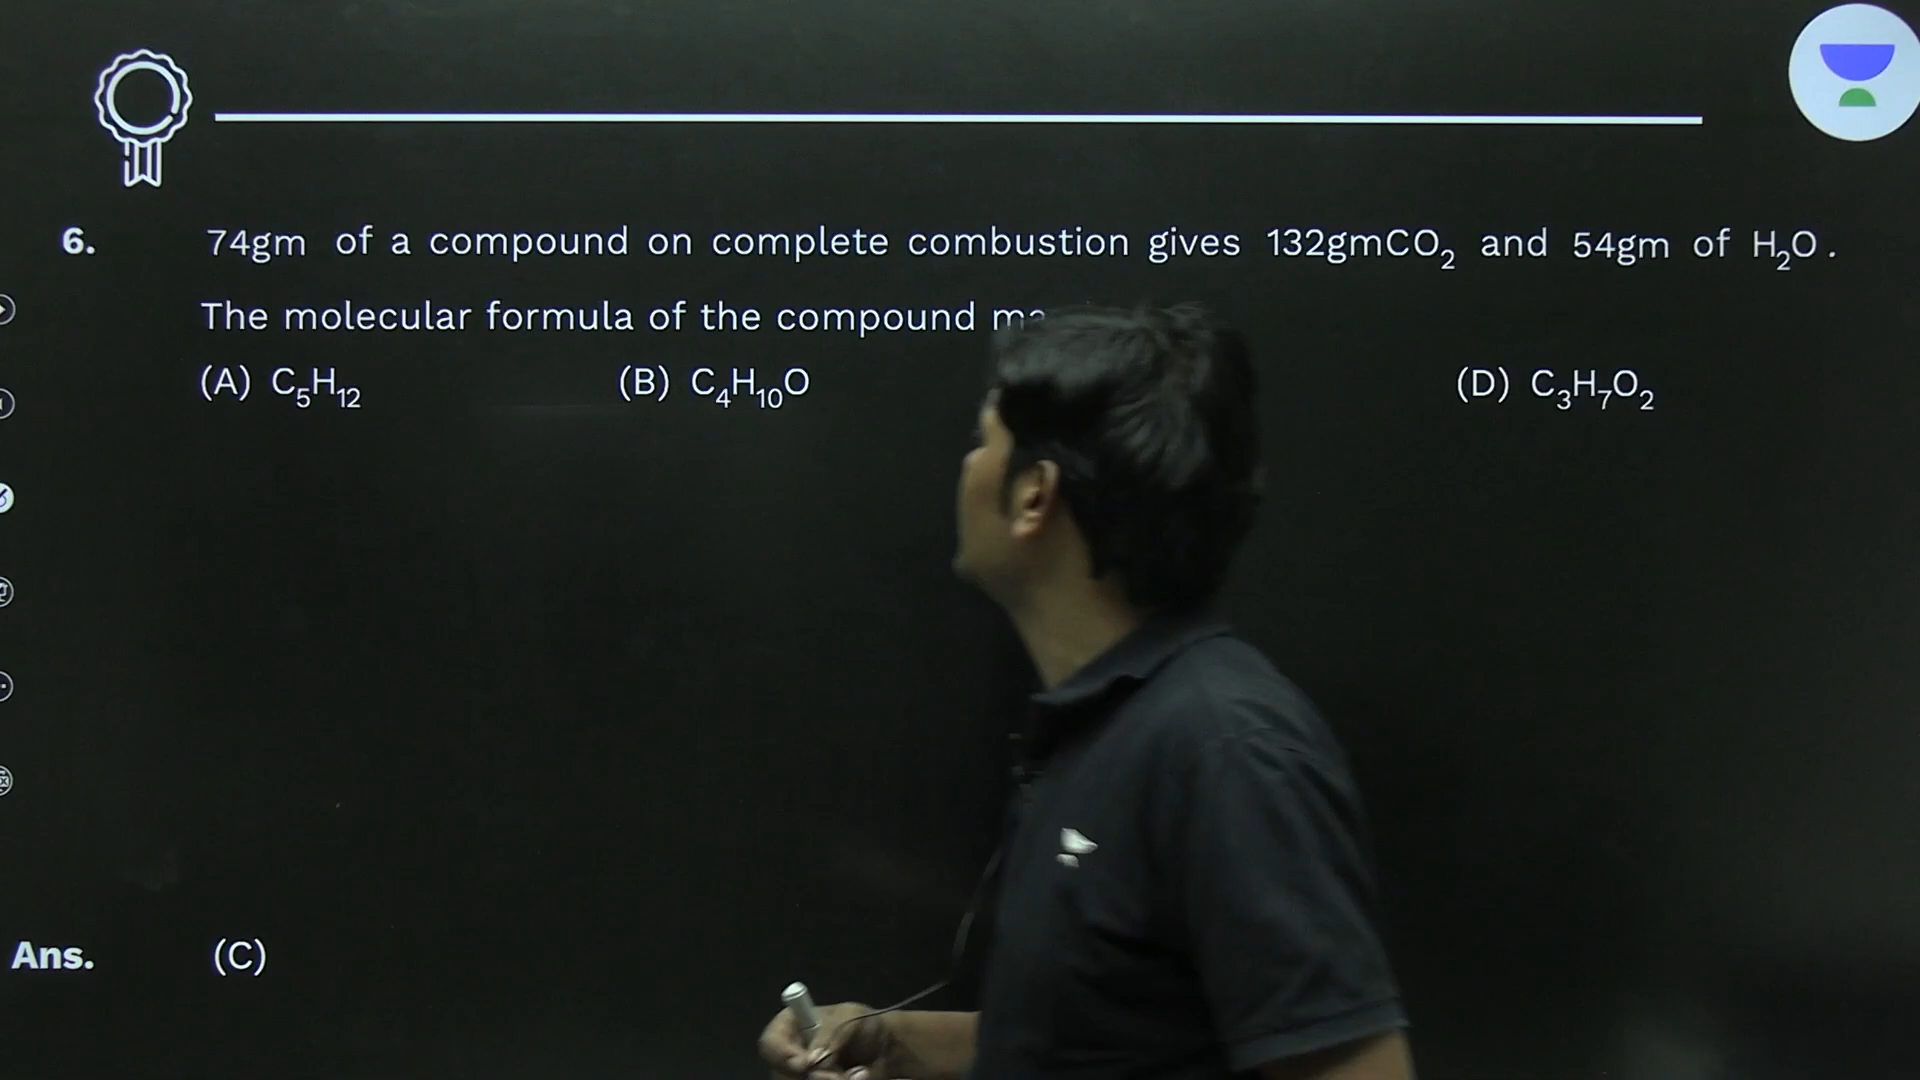 6. 74gm of a compound on complete combustion gives 132gmCO₂ and 54gm of H₂O.
The molecular formula of the compound
(A) C₅H₁₂ (B) C₄H₁₀O (D) C₃H₇O₂
Ans. (C)